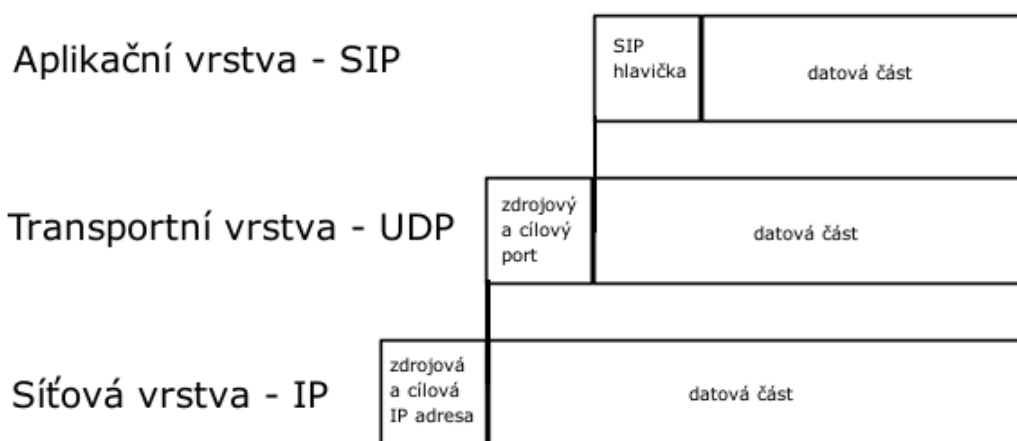 Aplikační vrstva - SIP
SIP
hlavička
datová část
Transportní vrstva - UDP
zdrojový
a cílový
port
datová část
Síťová vrstva - IP
zdrojová
a cílová
IP adresa
datová část